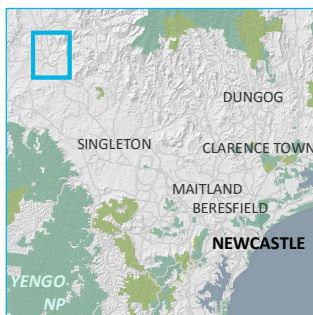 DUNGOG
SINGLETON
CLARENCE TOWN
MAITLAND
BERESFIELD
NEWCASTLE
YENGO
NP